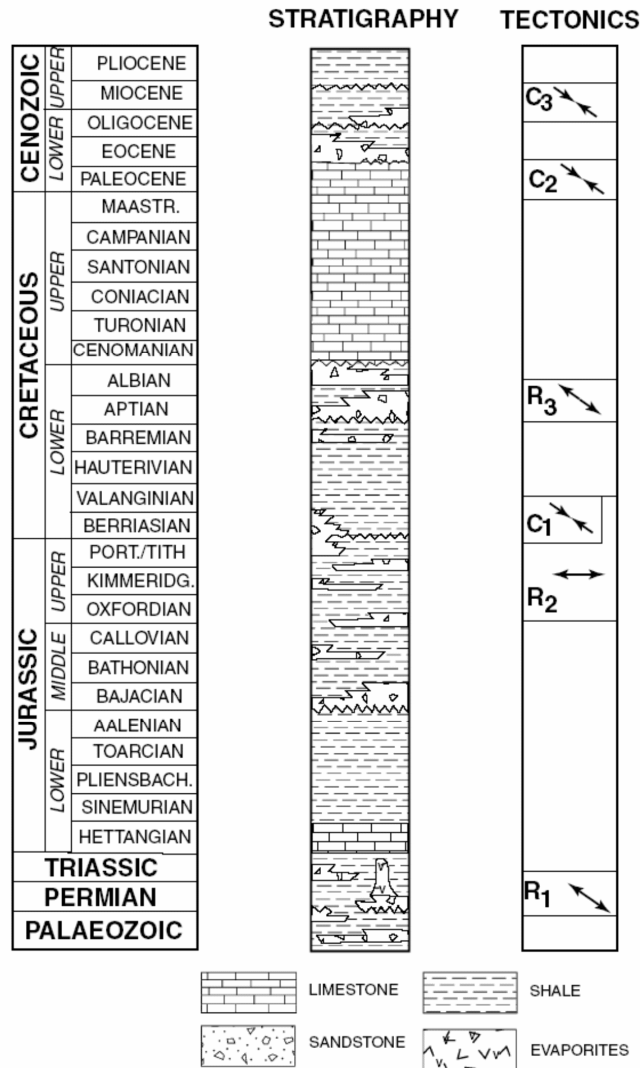 STRATIGRAPHY TECTONICS
CENOZOIC
UPPER
LOWER
PLIOCENE
MIOCENE
OLIGOCENE
EOCENE
PALEOCENE
CRETACEOUS
UPPER
LOWER
MAASTR.
CAMPANIAN
SANTONIAN
CONIACIAN
TURONIAN
CENOMANIAN
ALBIAN
APTIAN
BARREMIAN
HAUTERIVIAN
VALANGINIAN
BERRIASIAN
JURASSIC
UPPER
MIDDLE
LOWER
PORT./TITH
KIMMERIDG.
OXFORDIAN
CALLOVIAN
BATHONIAN
BAJACIAN
AALENIAN
TOARCIAN
PLIENSBACH.
SINEMURIAN
HETTANGIAN
TRIASSIC
PERMIAN
PALAEOZOIC
C3
C2
R3
C1
R2
R1
LIMESTONE
SHALE
SANDSTONE
EVAPORITES